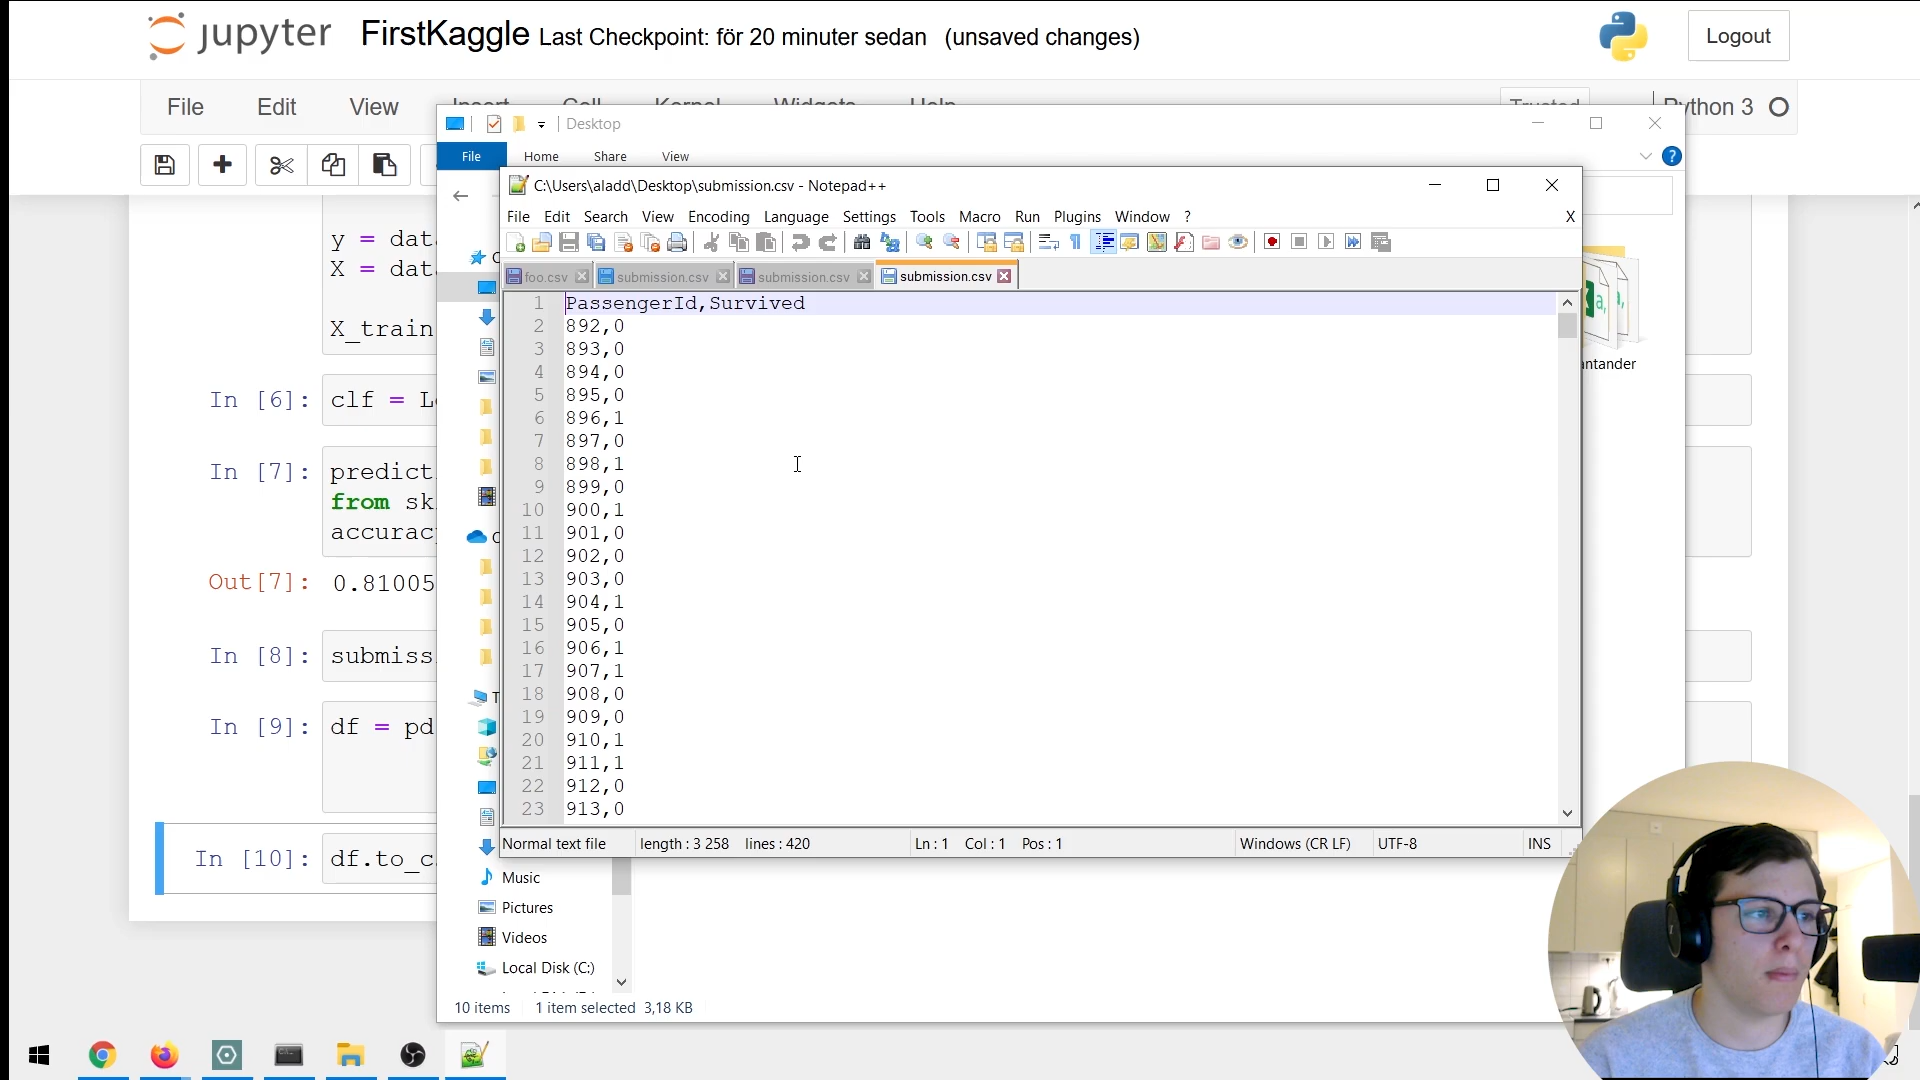 jupyter FirstKaggle Last Checkpoint: för 20 minuter sedan (unsaved changes)
Logout
File Edit View Insert Cell Kernel Widgets Help
Trusted
Python 3
Desktop
File Home Share View
C:\Users\aladd\Desktop\submission.csv - Notepad++
File Edit Search View Encoding Language Settings Tools Macro Run Plugins Window ? X
foo.csv submission.csv submission.csv submission.csv
1 PassengerId,Survived
2 892,0
3 893,0
4 894,0
5 895,0
6 896,1
7 897,0
8 898,1
9 899,0
10 900,1
11 901,0
12 902,0
13 903,0
14 904,1
15 905,0
16 906,1
17 907,1
18 908,0
19 909,0
20 910,1
21 911,1
22 912,0
23 913,0
Normal text file length : 3 258 lines : 420 Ln : 1 Col : 1 Pos : 1 Windows (CR LF) UTF-8 INS
y = dat
X = dat
X_train
In [6]: clf = L
In [7]: predict
from sk
accurac
Out[7]: 0.81005
In [8]: submiss
In [9]: df = pd
In [10]: df.to_c
antander
Music
Pictures
Videos
Local Disk (C:)
10 items 1 item selected 3,18 KB